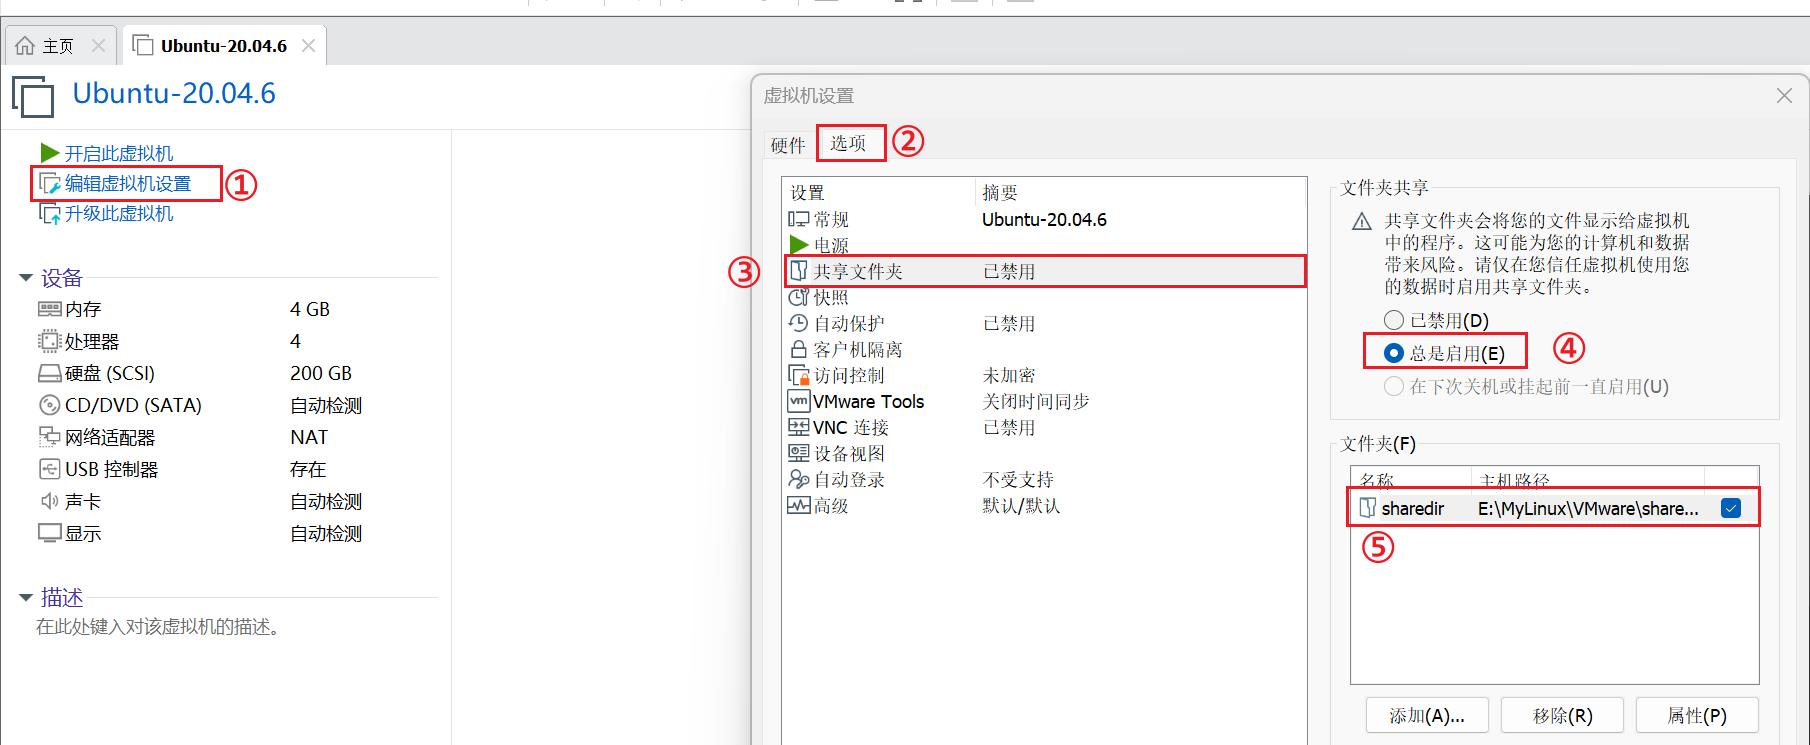 主页
Ubuntu-20.04.6
Ubuntu-20.04.6
开启此虚拟机
编辑虚拟机设置 ①
升级此虚拟机
设备
内存 4 GB
处理器 4
硬盘 (SCSI) 200 GB
CD/DVD (SATA) 自动检测
网络适配器 NAT
USB 控制器 存在
声卡 自动检测
显示 自动检测
描述
在此处键入对该虚拟机的描述。
虚拟机设置
硬件 选项 ②
设置 摘要
常规 Ubuntu-20.04.6
电源
③ 共享文件夹 已禁用
快照
自动保护 已禁用
客户机隔离
访问控制 未加密
vm VMware Tools 关闭时间同步
VNC 连接 已禁用
设备视图
自动登录 不受支持
高级 默认/默认
文件夹共享
共享文件夹会将您的文件显示给虚拟机
中的程序。这可能为您的计算机和数据
带来风险。请仅在您信任虚拟机使用您
的数据时启用共享文件夹。
已禁用(D)
总是启用(E) ④
在下次关机或挂起前一直启用(U)
文件夹(F)
名称 主机路径
sharedir E:\MyLinux\VMware\share...
⑤
添加(A)... 移除(R) 属性(P)